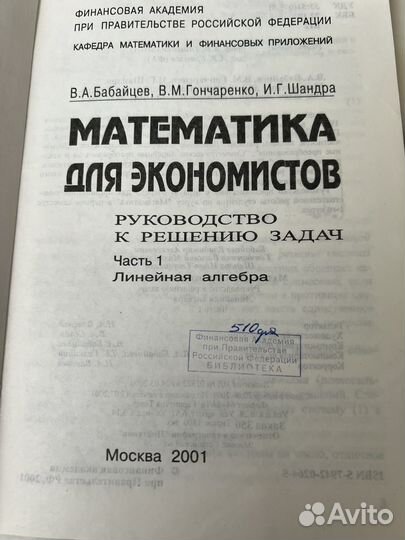 ФИНАНСОВАЯ АКАДЕМИЯ
ПРИ ПРАВИТЕЛЬСТВЕ РОССИЙСКОЙ ФЕДЕРАЦИИ
КАФЕДРА МАТЕМАТИКИ И ФИНАНСОВЫХ ПРИЛОЖЕНИЙ
В.А.Бабайцев, В.М.Гончаренко, И.Г.Шандра
МАТЕМАТИКА
ДЛЯ ЭКОНОМИСТОВ
РУКОВОДСТВО
К РЕШЕНИЮ ЗАДАЧ
Часть 1
Линейная алгебра
Финансовая Академия
при Правительстве
Российской Федерации
БИБЛИОТЕКА
Москва 2001
Avito